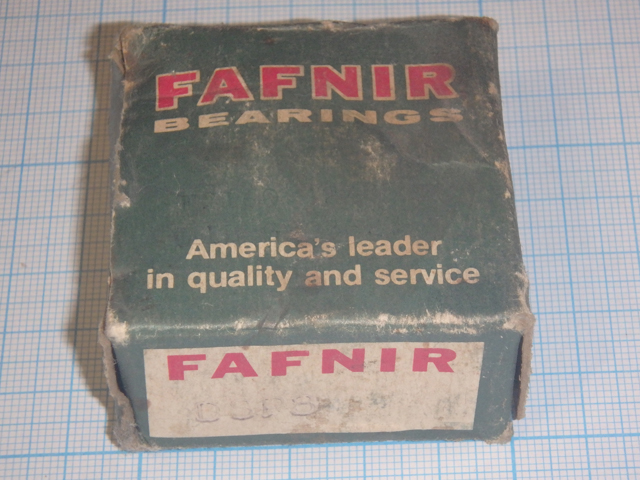 FAFNIR
BEARINGS
America's leader
in quality and service
FAFNIR